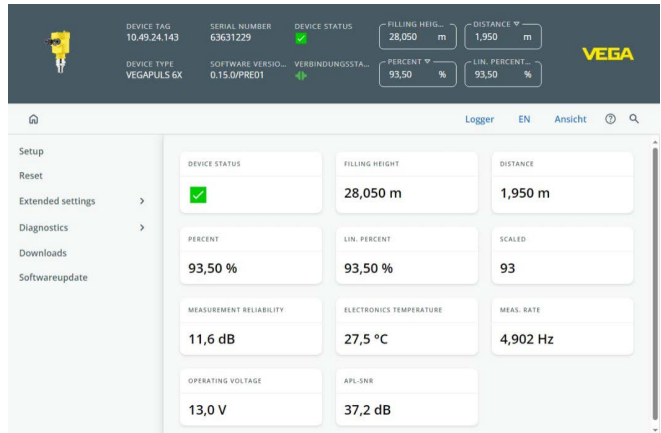 DEVICE TAG
10.49.24.143
SERIAL NUMBER
63631229
DEVICE STATUS
FILLING HEIG...
28,050 m
DISTANCE
1,950 m
DEVICE TYPE
VEGAPULS 6X
SOFTWARE VERSIO...
0.15.0/PRE01
VERBINDUNGSSTA...
PERCENT
93,50 %
LIN. PERCENT...
93,50 %
VEGA
Logger EN Ansicht
Setup
Reset
Extended settings
Diagnostics
Downloads
Softwareupdate
DEVICE STATUS
FILLING HEIGHT
28,050 m
DISTANCE
1,950 m
PERCENT
93,50 %
LIN. PERCENT
93,50 %
SCALED
93
MEASUREMENT RELIABILITY
11,6 dB
ELECTRONICS TEMPERATURE
27,5 °C
MEAS. RATE
4,902 Hz
OPERATING VOLTAGE
13,0 V
APL-SNR
37,2 dB